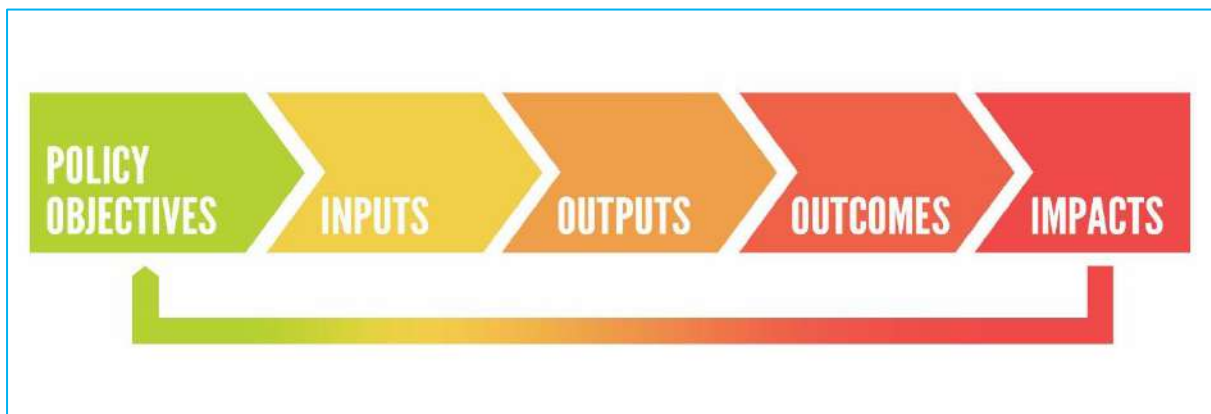 POLICY
OBJECTIVES
INPUTS
OUTPUTS
OUTCOMES
IMPACTS